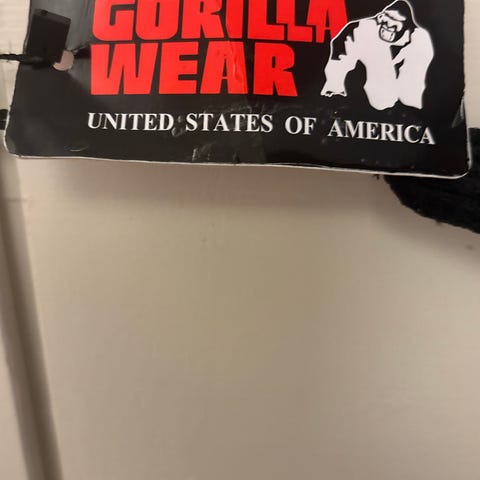 GORILLA
WEAR
UNITED STATES OF AMERICA